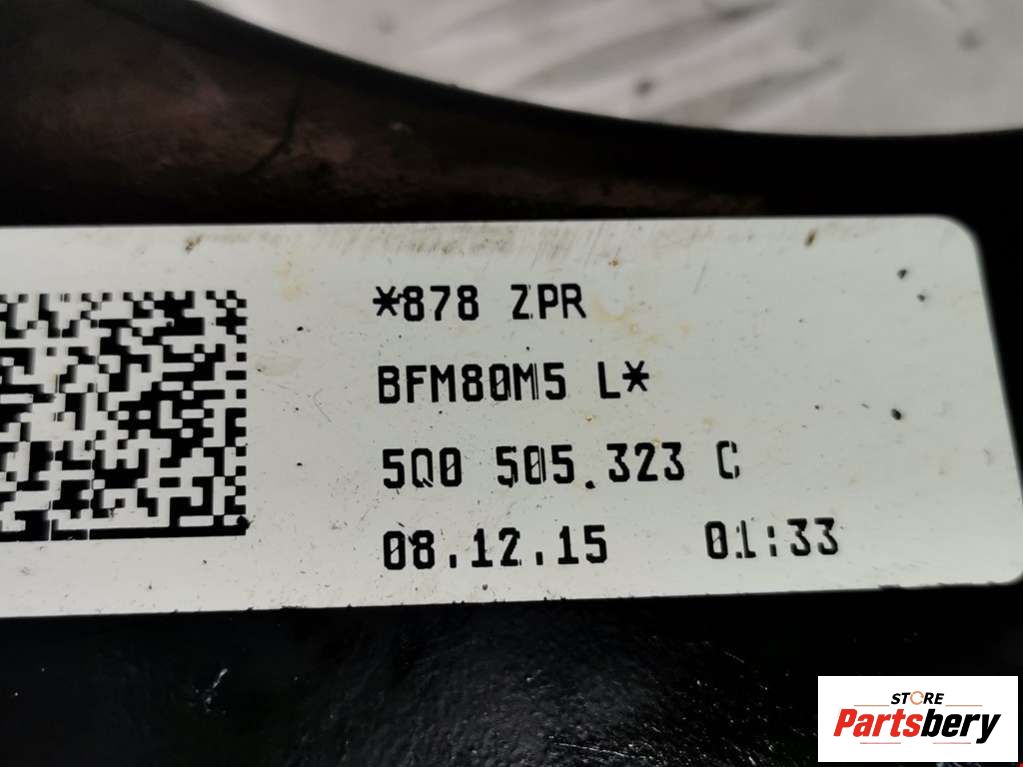 *878 ZPR
BFM80M5 L*
5Q0 505.323 C
08.12.15 01:33
STORE
Partsbery